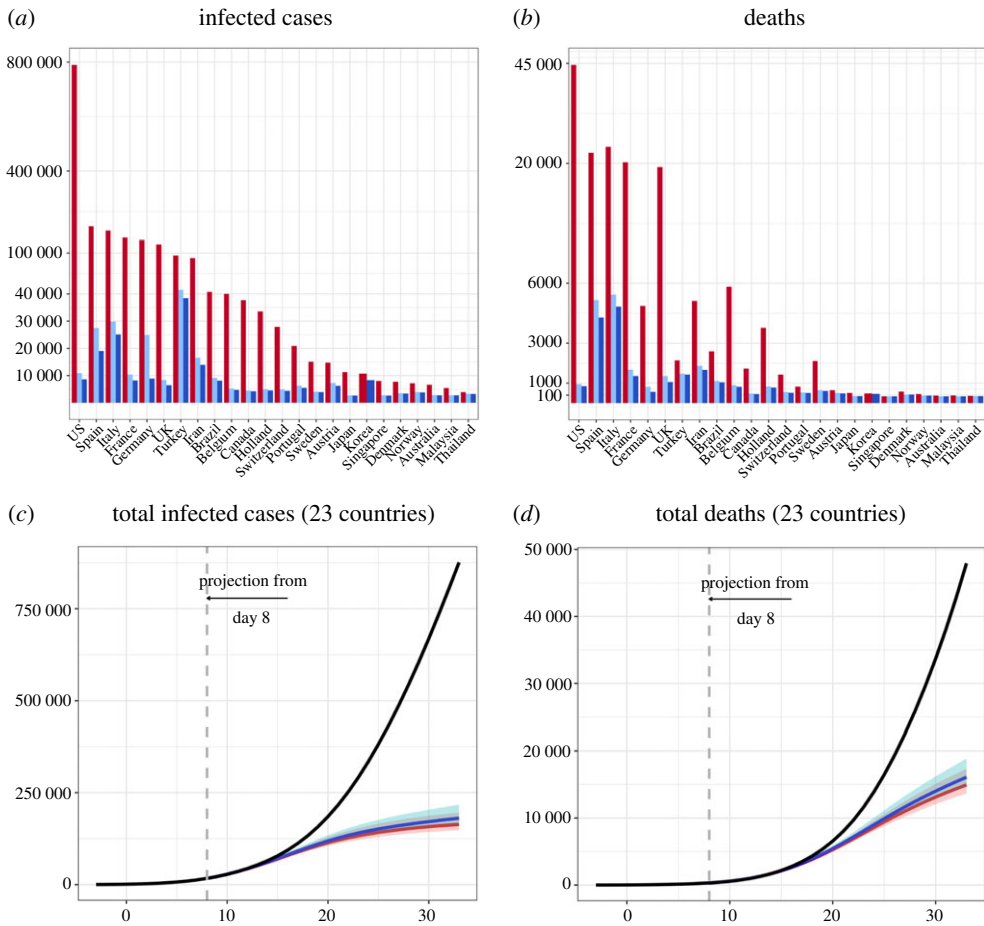 (a) infected cases
800 000
400 000
100 000
40 000
30 000
20 000
10 000
US
Spain
Italy
France
Germany
UK
Turkey
Iran
Brazil
Belgium
Canada
Holland
Switzerland
Portugal
Sweden
Austria
Japan
Korea
Singapore
Denmark
Norway
Australia
Malaysia
Thailand
(b) deaths
45 000
20 000
6000
3000
1000
100
US
Spain
Italy
France
Germany
UK
Turkey
Iran
Brazil
Belgium
Canada
Holland
Switzerland
Portugal
Sweden
Austria
Japan
Korea
Singapore
Denmark
Norway
Australia
Malaysia
Thailand
(c) total infected cases (23 countries)
projection from
day 8
750 000
500 000
250 000
0
0 10 20 30
(d) total deaths (23 countries)
50 000
projection from
day 8
40 000
30 000
20 000
10 000
0
0 10 20 30